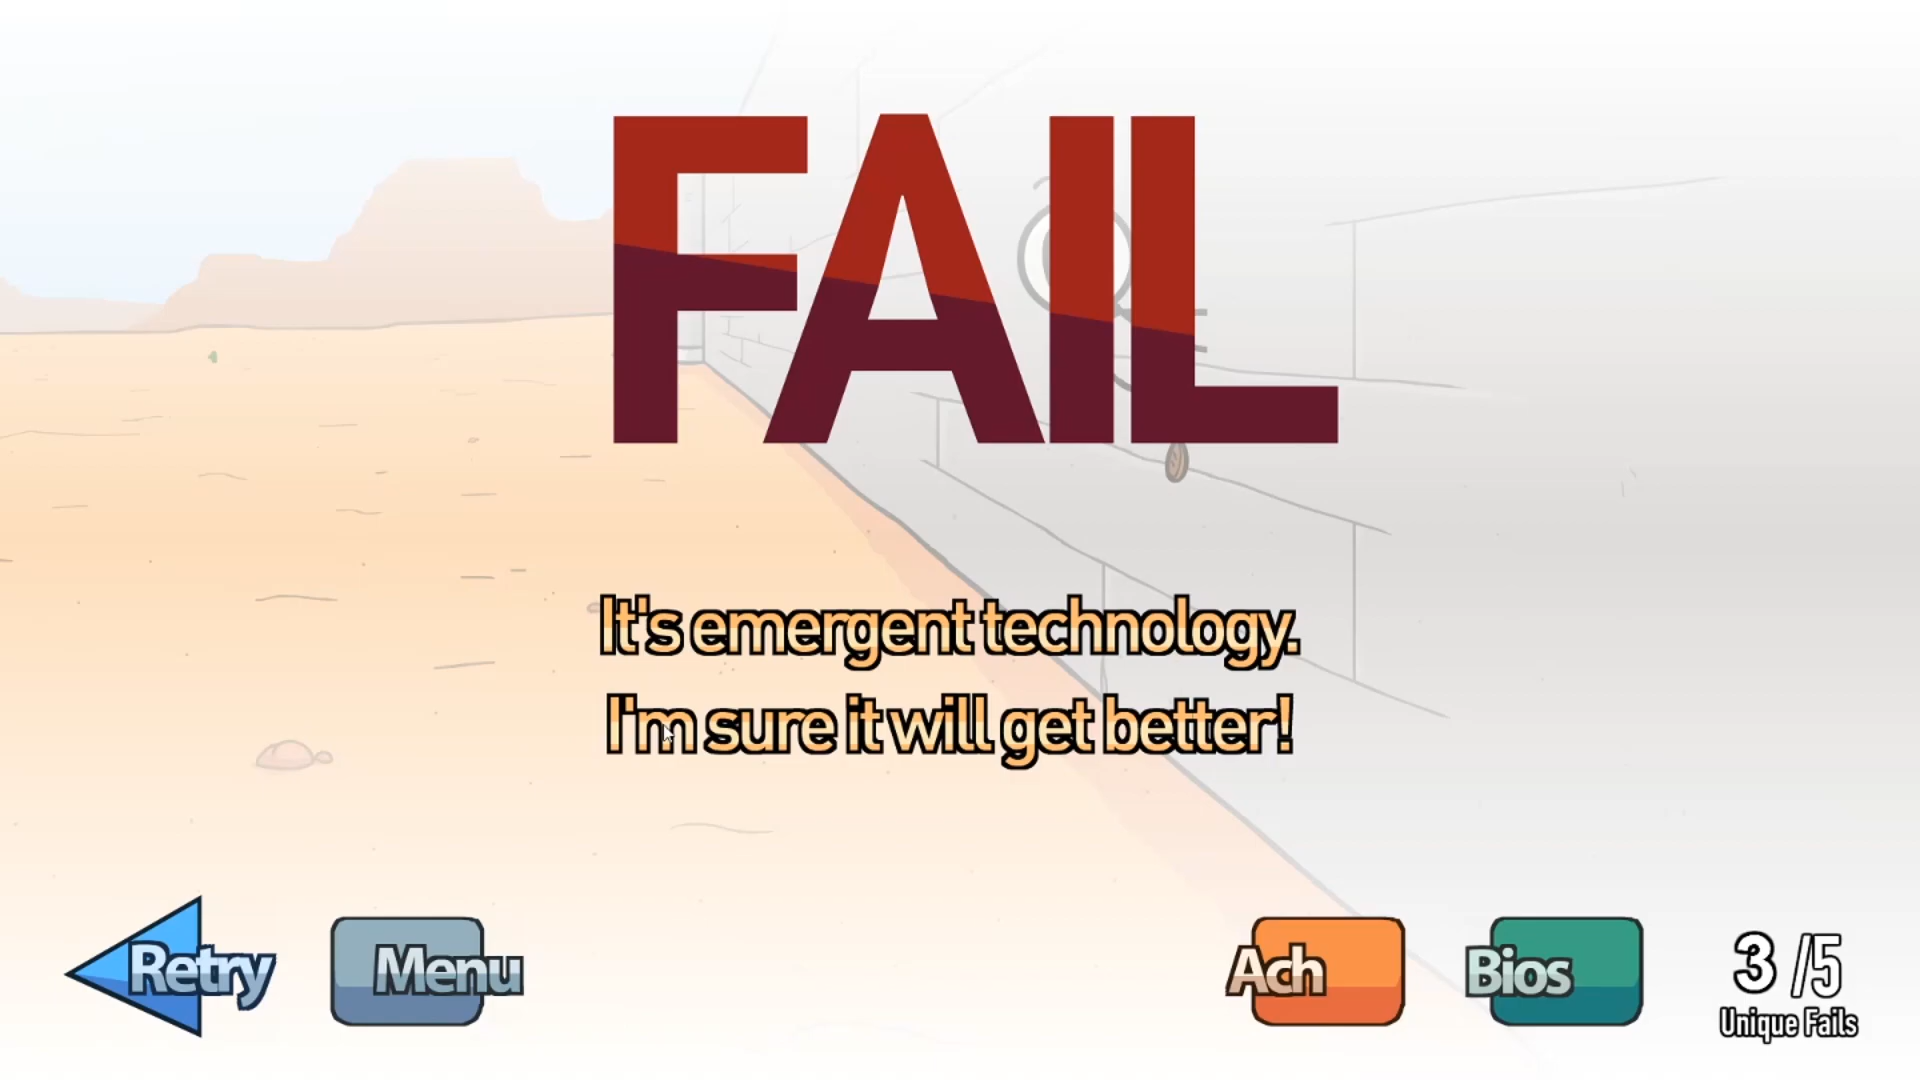 FAIL
It's emergent technology.
I'm sure it will get better!
Retry
Menu
Ach
Bios
3/5
Unique Fails